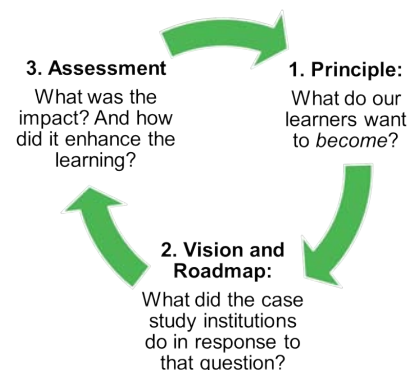 1. Principle:
What do our
learners want
to become?
2. Vision and
Roadmap:
What did the case
study institutions
do in response to
that question?
3. Assessment
What was the
impact? And how
did it enhance the
learning?